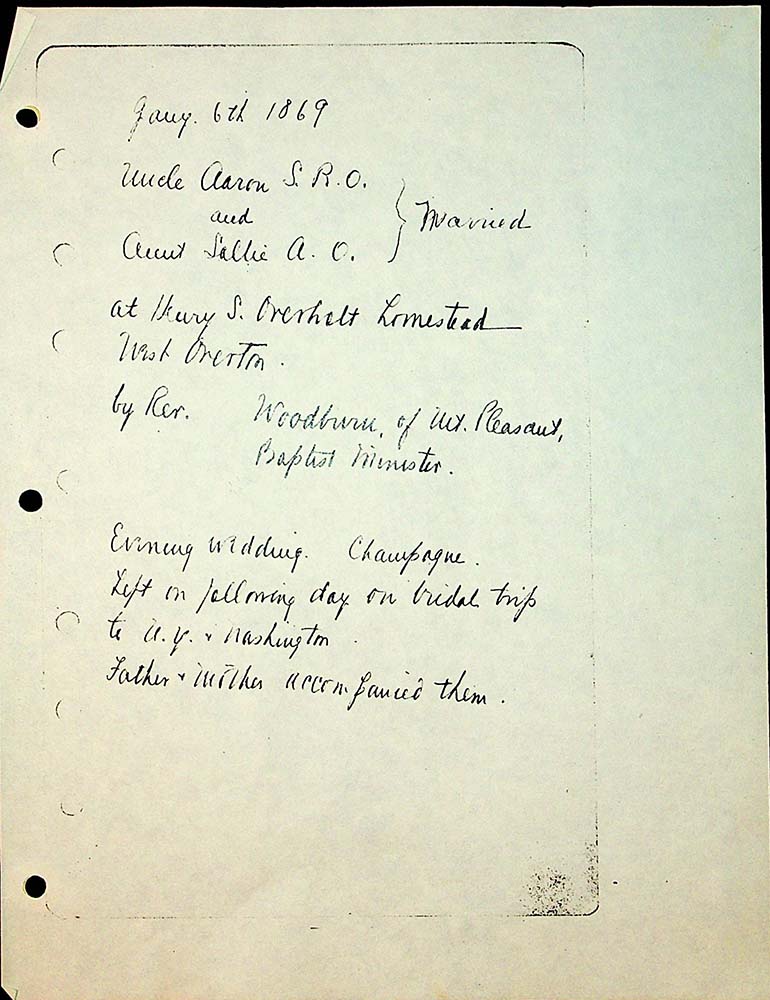 Jany. 6th 1869
Uncle Aaron S. R. O.
and
Aunt Sallie A. O.
} Married
at Henry S. Overholt homestead
West Overton.
by Rev. Woodburn, of Mt. Pleasant,
Baptist Minister.
Evening wedding. Champagne.
Left on following day on bridal trip
to N. Y. & Washington.
Father & Mother accompanied them.